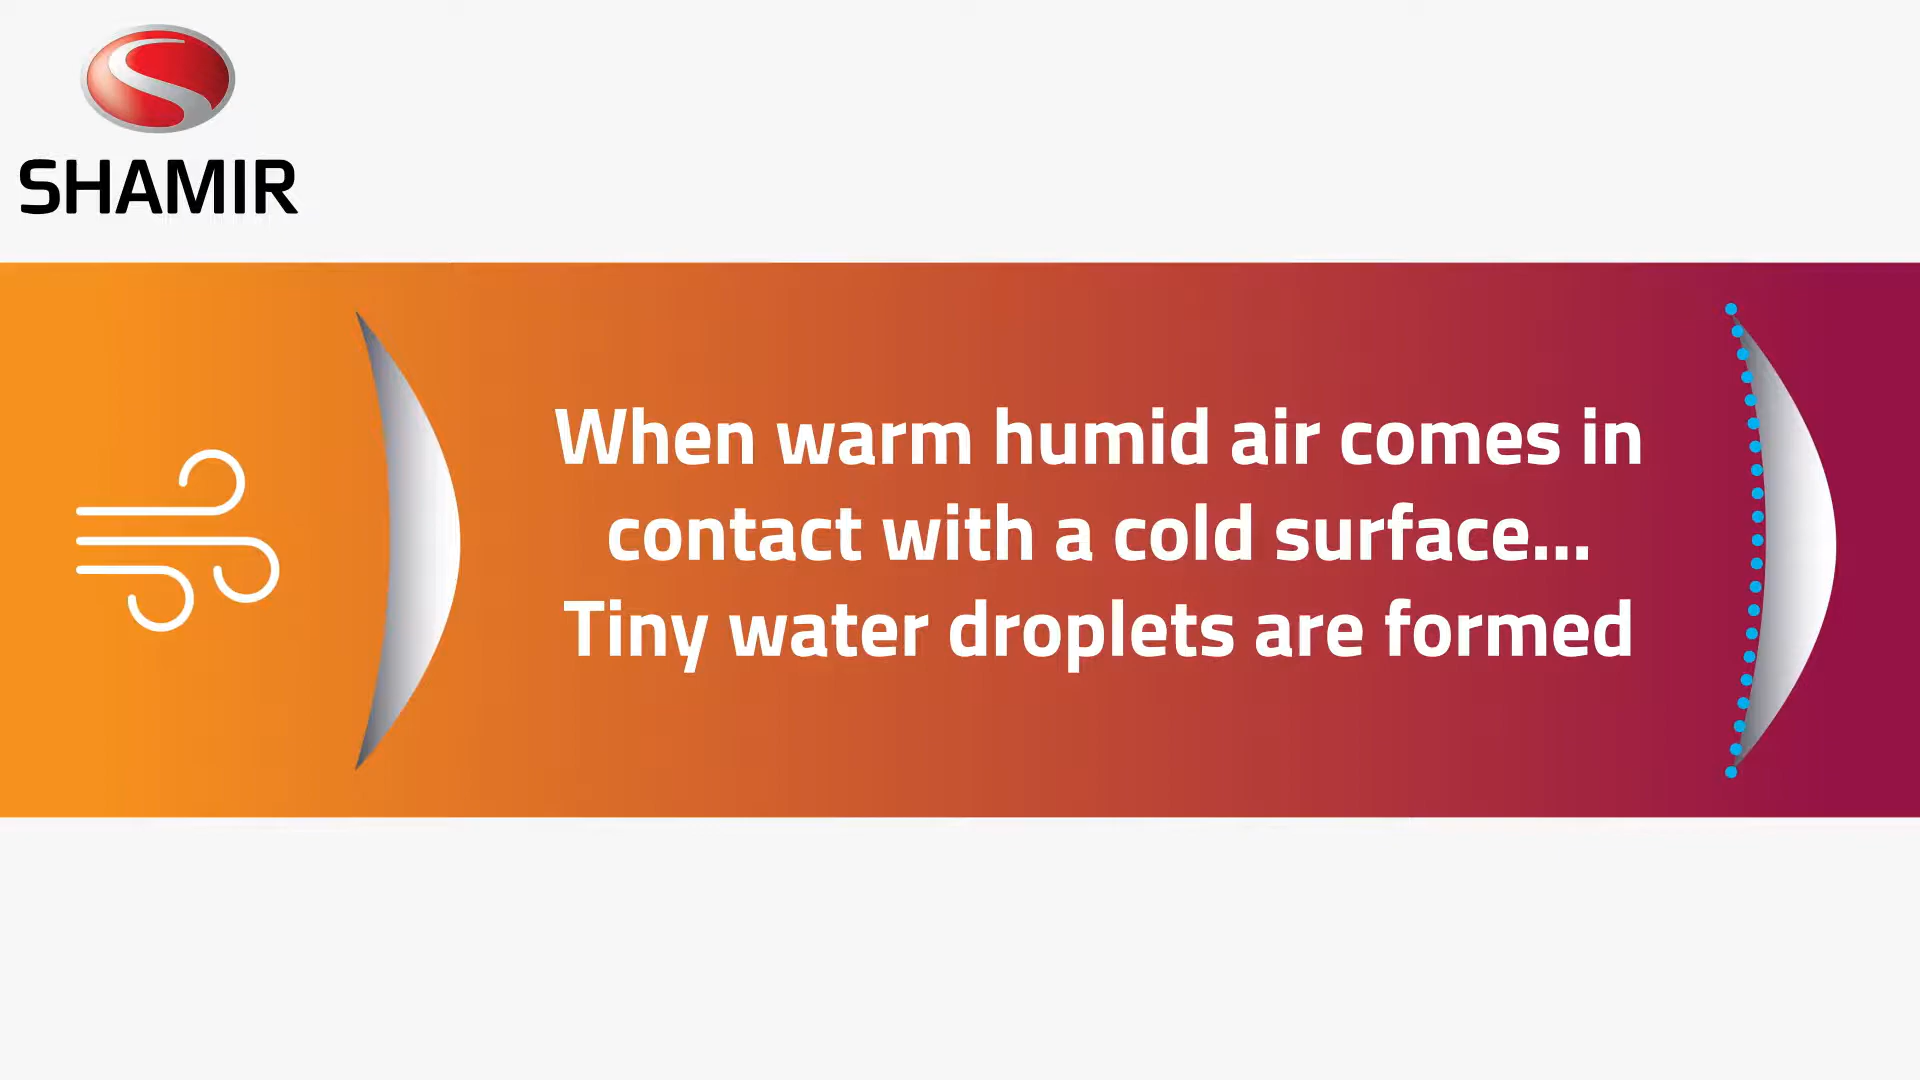 SHAMIR
When warm humid air comes in
contact with a cold surface...
Tiny water droplets are formed